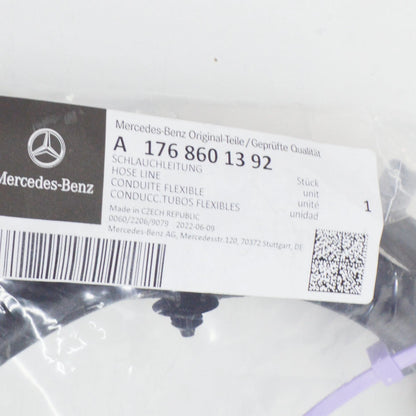 Mercedes-Benz
Mercedes-Benz Original-Teile/Geprüfte Qualität
A 176 860 13 92
SCHLAUCHLEITUNG Stück
HOSE LINE unit
CONDUITE FLEXIBLE unité 1
CONDUCC.TUBOS FLEXIBLES unidad
Made in CZECH REPUBLIC
0060/2206/9079 2022-06-09
Mercedes-Benz AG, Mercedesstr.120, 70372 Stuttgart, DE